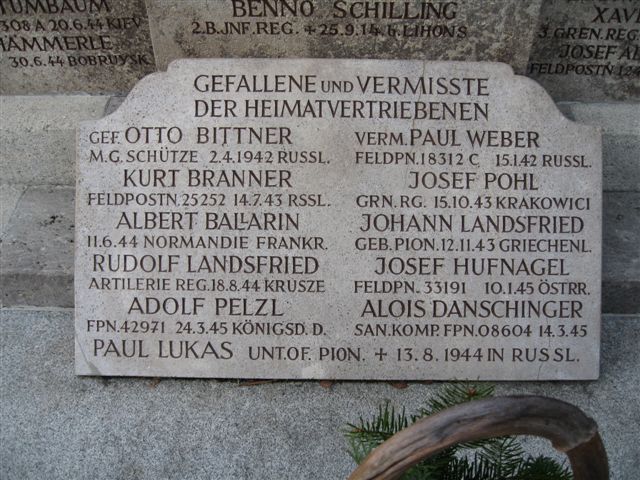 TUMBAUM
308 A 20.6.44 KIEV
HÄMMERLE
30.6.44 BOBRUYSK
BENNO SCHILLING
2.B.JNF.REG. +25.9.14 b.LIHONS
XAV
3.GREN.REG
JOSEF AL
FELDPOSTN.12
GEFALLENE UND VERMISSTE
DER HEIMATVERTRIEBENEN
GEF. OTTO BITTNER
M.G. SCHÜTZE 2.4.1942 RUSSL.
KURT BRANNER
FELDPOSTN.25252 14.7.43 RSSL.
ALBERT BALLARIN
11.6.44 NORMANDIE FRANKR.
RUDOLF LANDSFRIED
ARTILERIE REG.18.8.44 KRUSZE
ADOLF PELZL
FPN.42971 24.3.45 KÖNIGSD. D.
VERM. PAUL WEBER
FELDPN.18312 C 15.1.42 RUSSL.
JOSEF POHL
GRN. RG. 15.10.43 KRAKOWICI
JOHANN LANDSFRIED
GEB.PION.12.11.43 GRIECHENL.
JOSEF HUFNAGEL
FELDPN. 33191 10.1.45 ÖSTRR.
ALOIS DANSCHINGER
SAN.KOMP. FPN.08604 14.3.45
PAUL LUKAS UNT.OF. PION. + 13.8.1944 IN RUSSL.